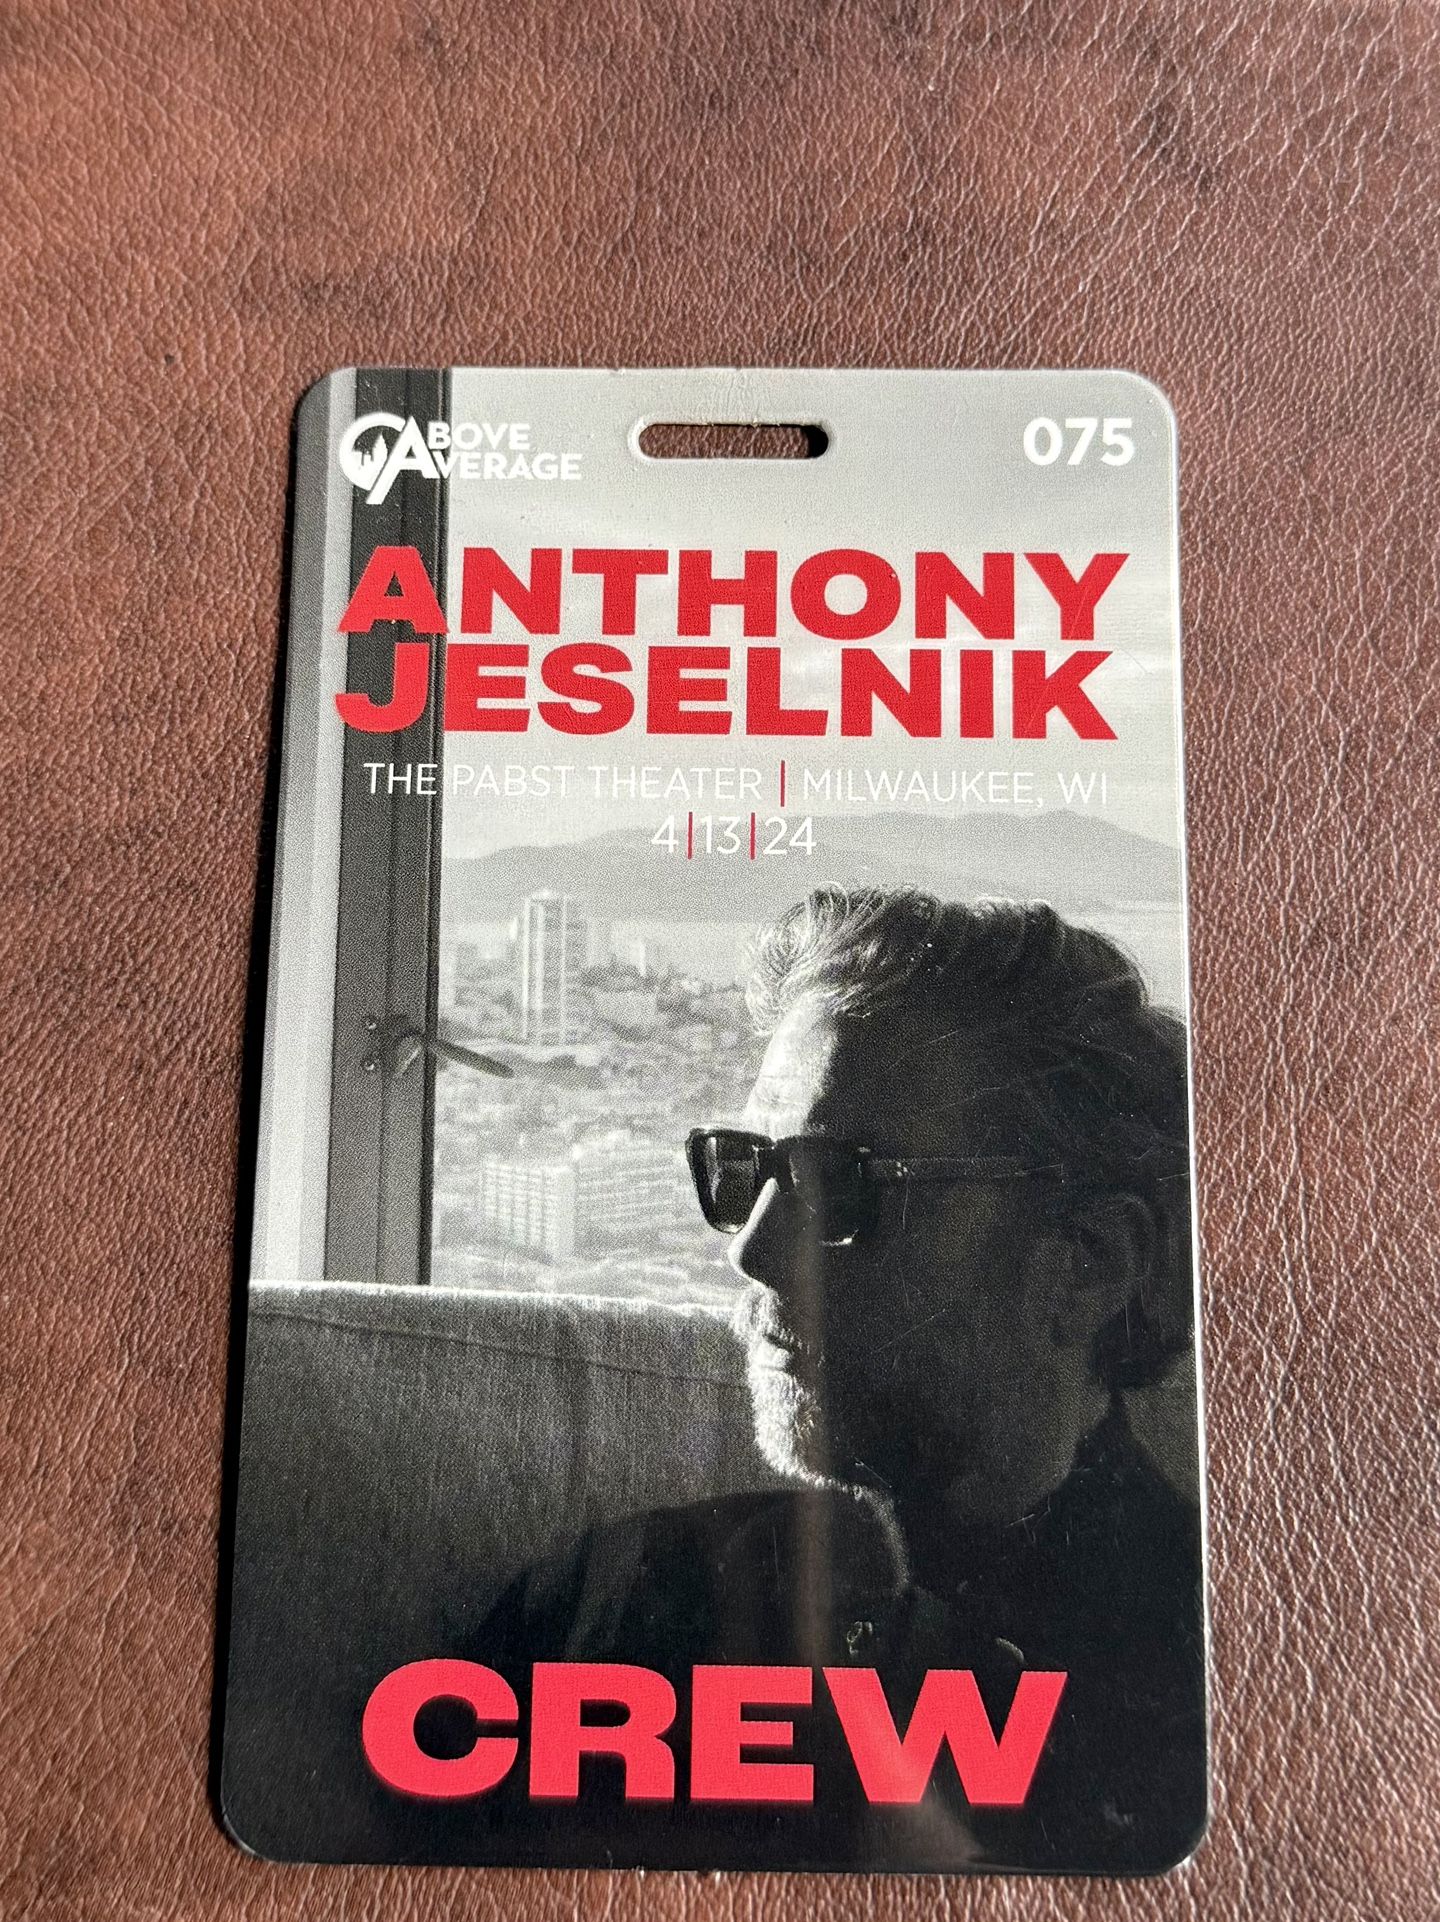 ABOVE
AVERAGE
075
ANTHONY
JESELNIK
THE PABST THEATER | MILWAUKEE, WI
4|13|24
CREW